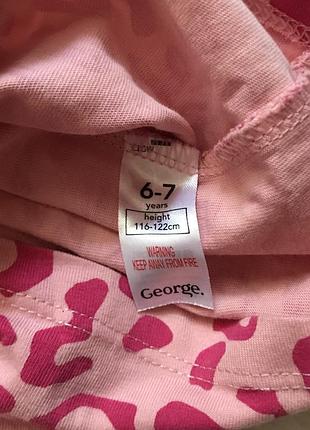 6-7
years
height
116-122cm
WARNING
KEEP AWAY FROM FIRE
George.